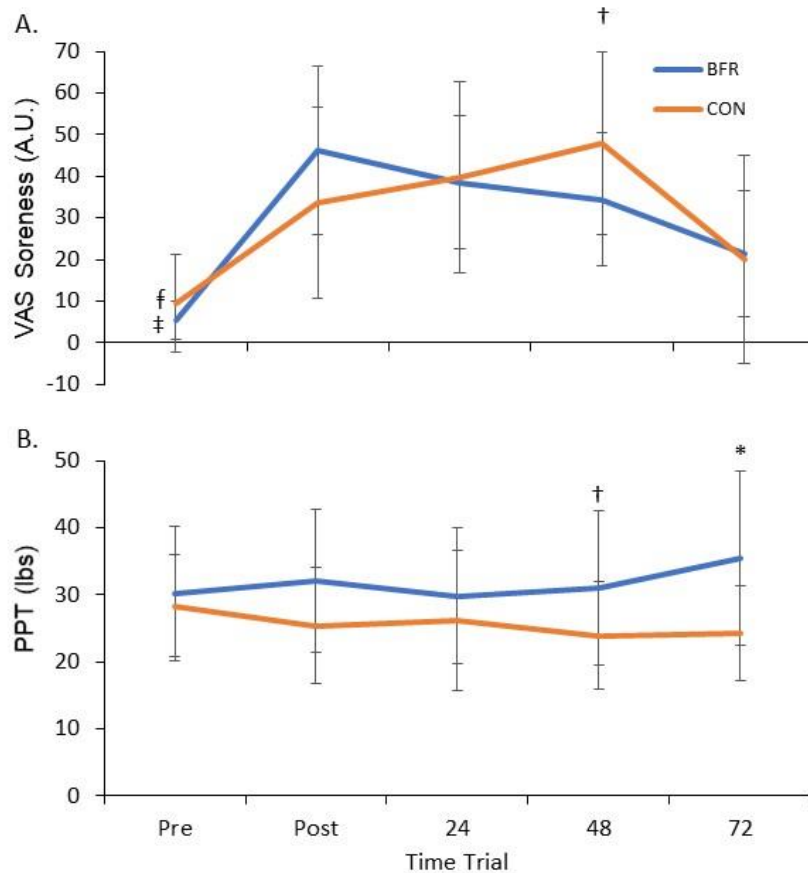 A.
†
VAS Soreness (A.U.)
70
60
50
40
30
20
10
0
-10
BFR
CON
ɟ
‡
B.
PPT (lbs)
50
40
30
20
10
0
†
*
Pre Post 24 48 72
Time Trial